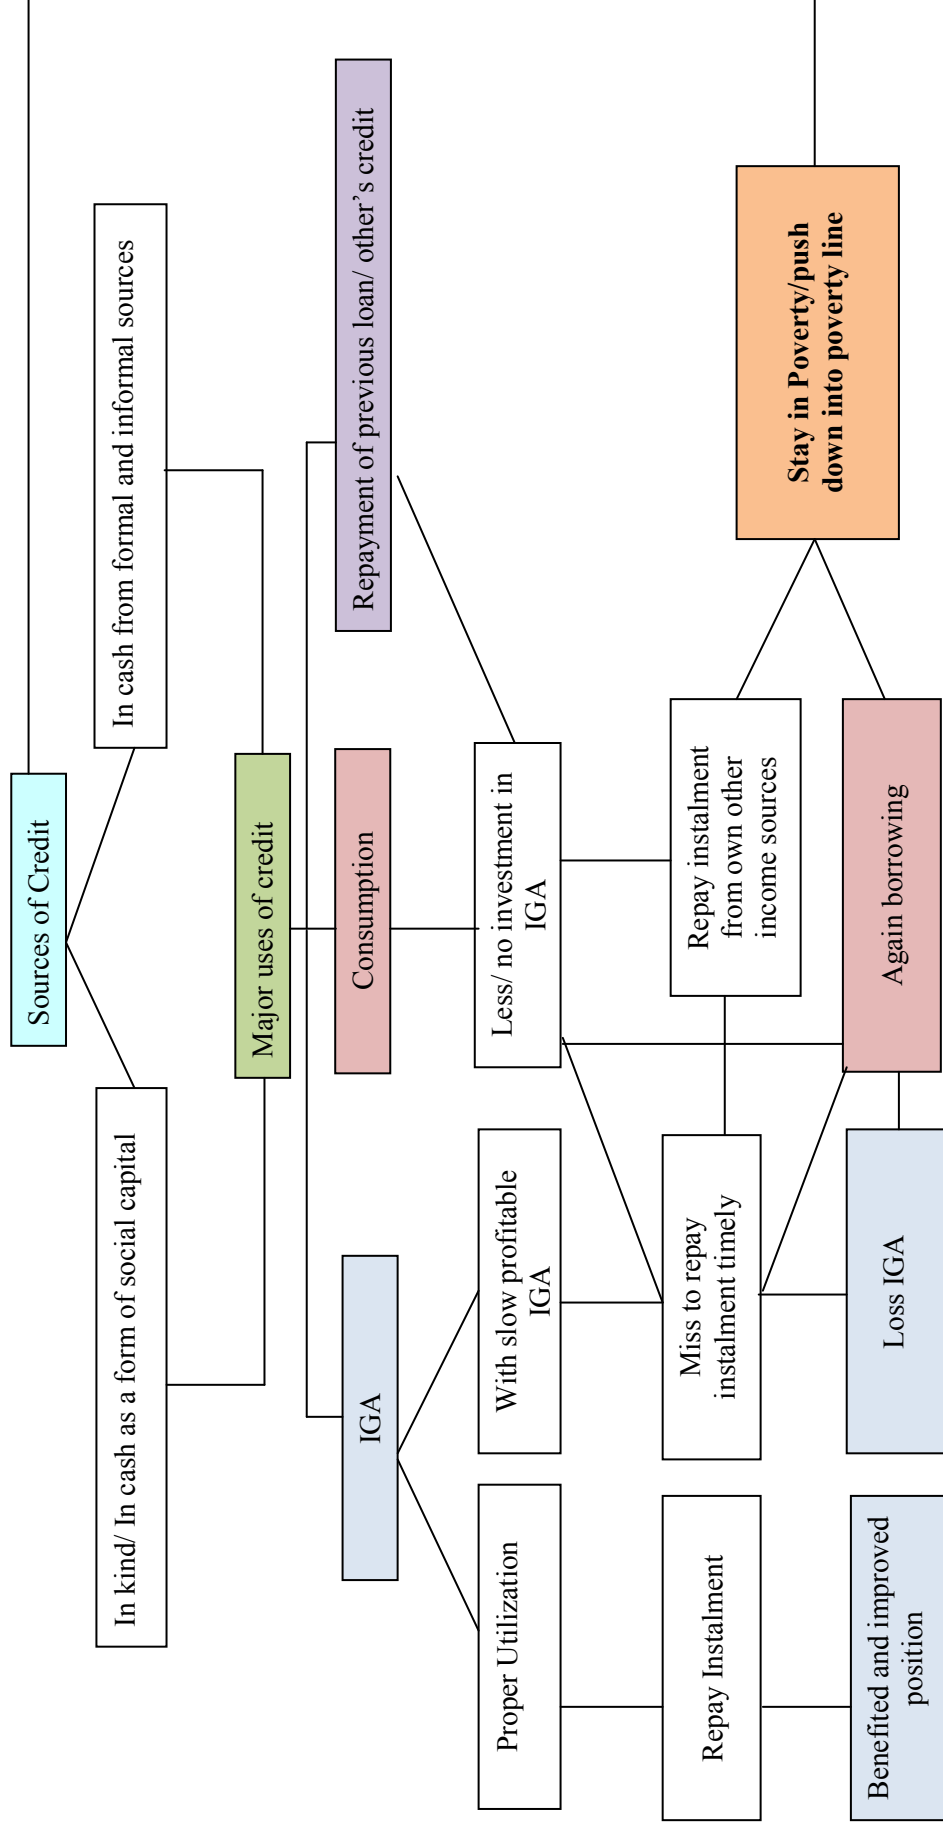 Sources of Credit
In kind/ In cash as a form of social capital
In cash from formal and informal sources
Major uses of credit
IGA
Consumption
Repayment of previous loan/ other’s credit
Proper Utilization
With slow profitable
IGA
Less/ no investment in
IGA
Repay Instalment
Miss to repay
instalment timely
Repay instalment
from own other
income sources
Stay in Poverty/push
down into poverty line
Benefited and improved
position
Loss IGA
Again borrowing